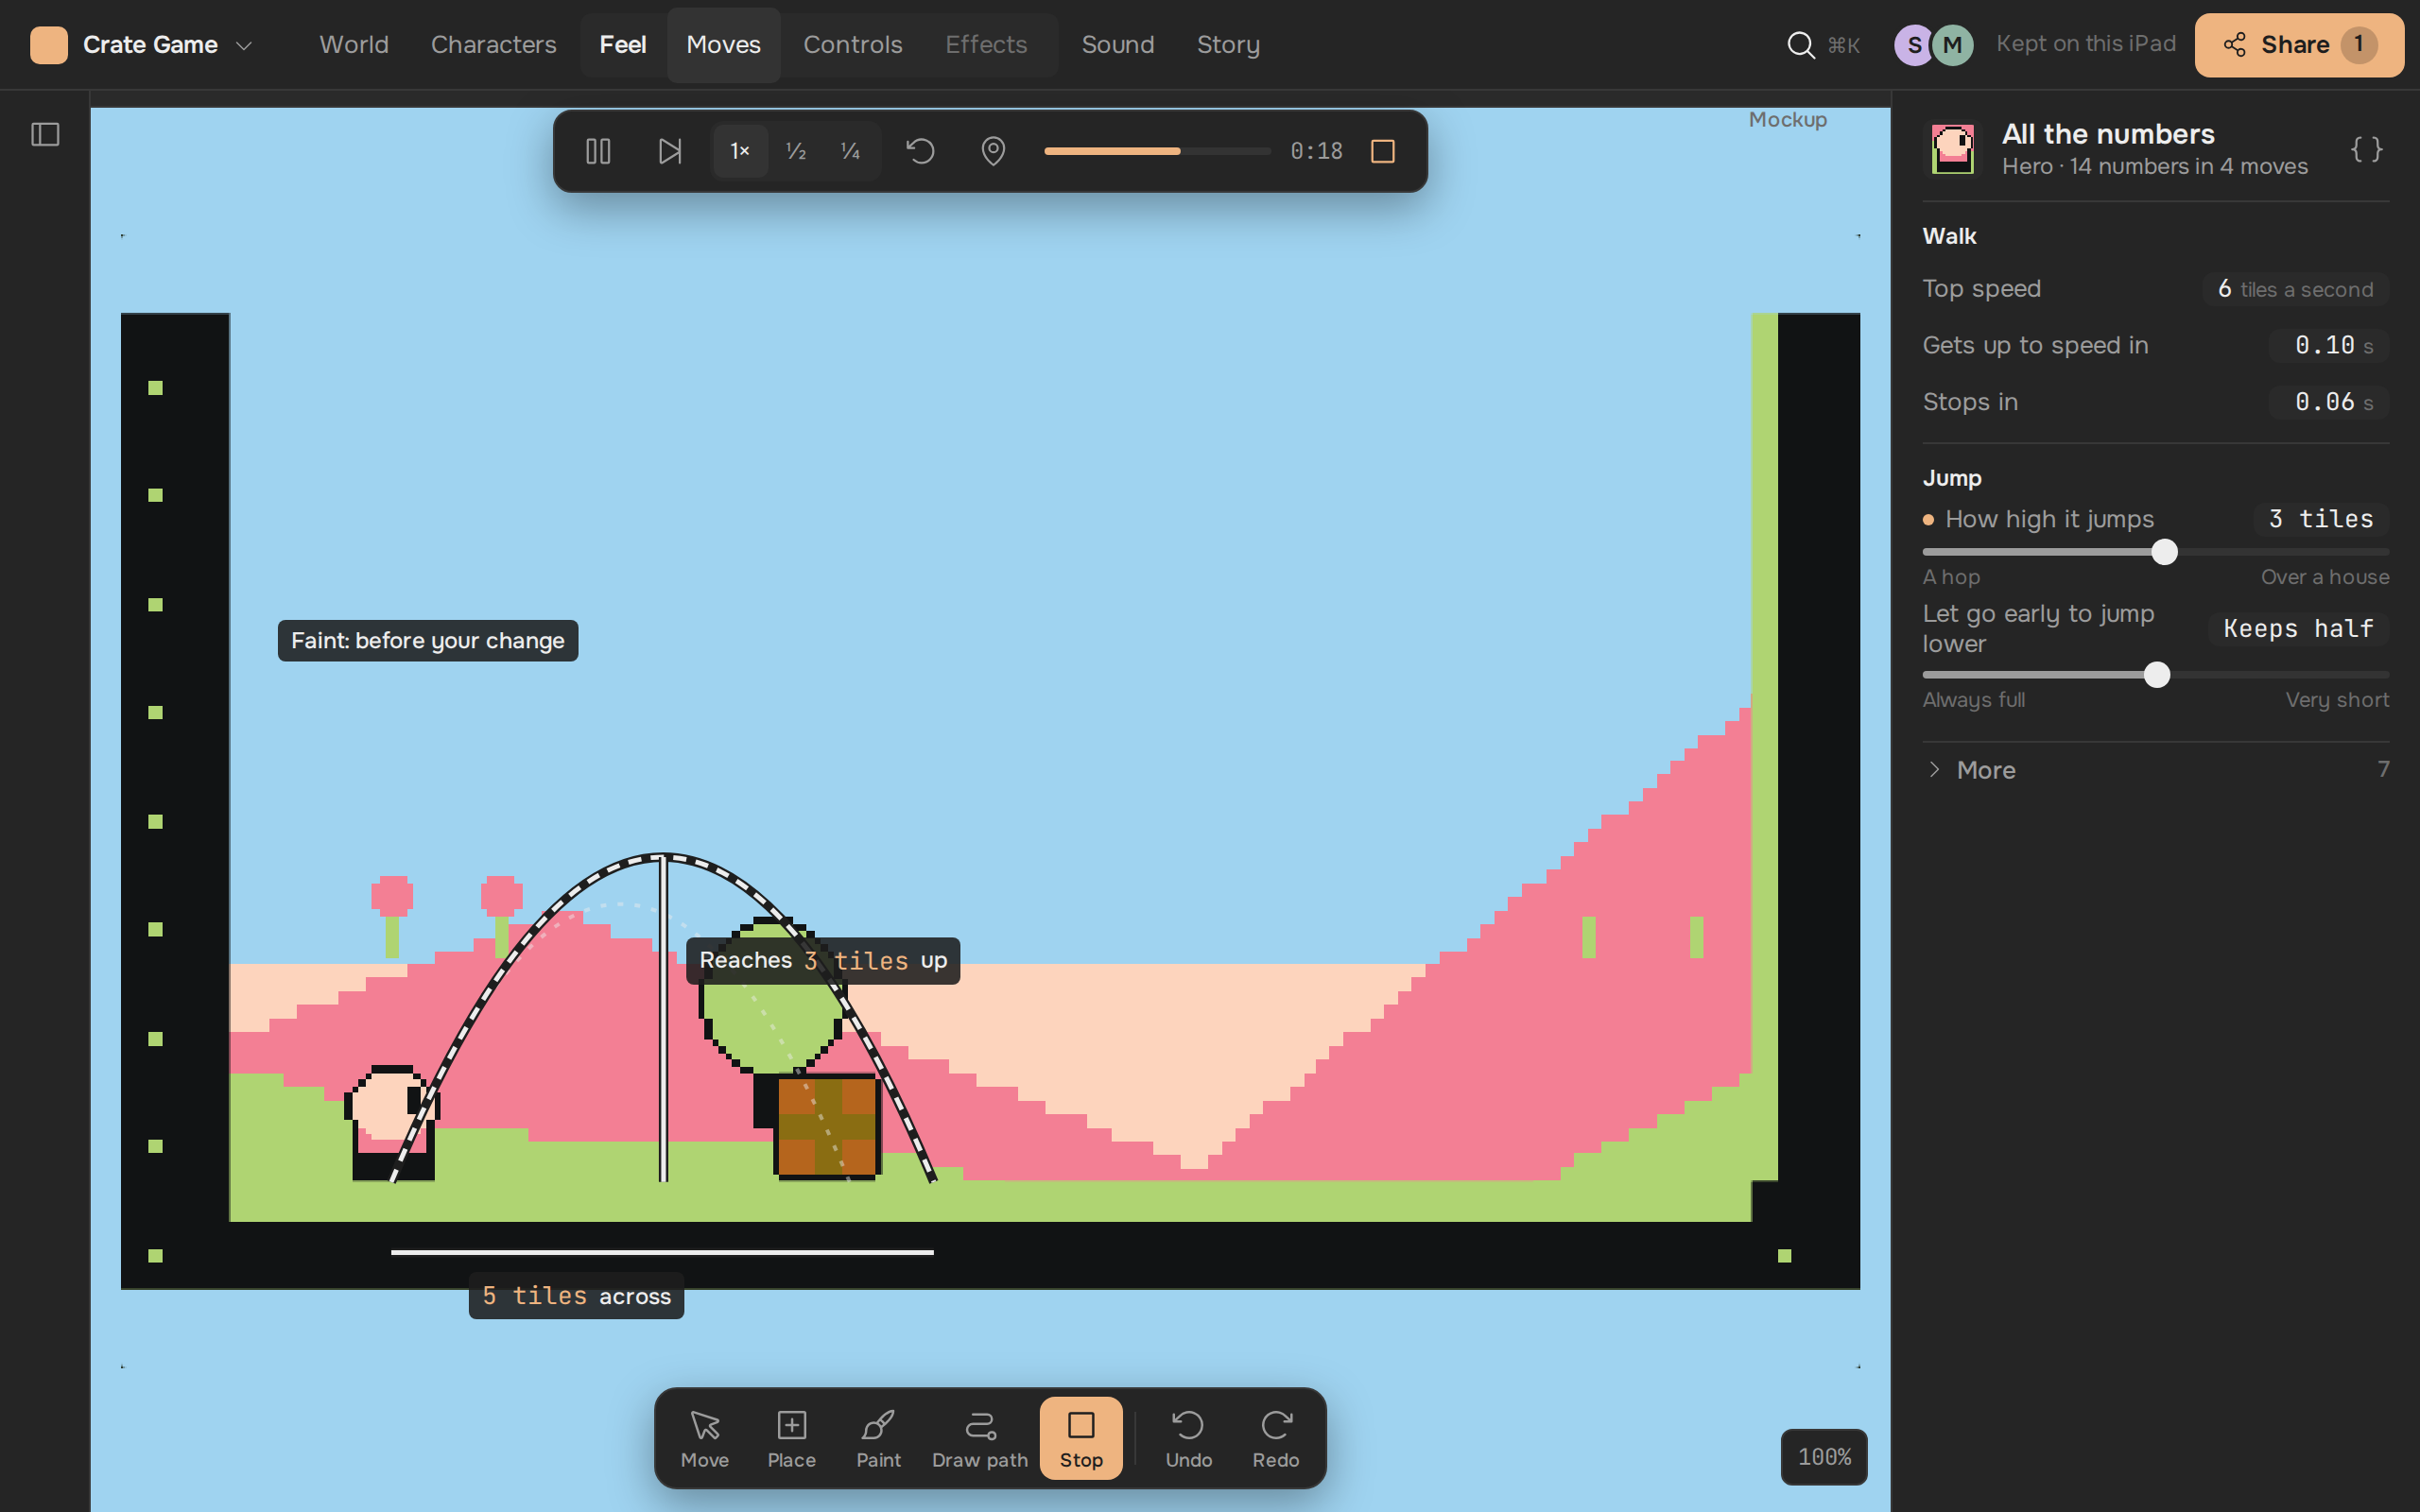 Crate Game World Characters Feel Moves Controls Effects Sound Story ⌘K S M Kept on this iPad Share 1
Mockup
1× ½ ¼ 0:18
All the numbers
Hero · 14 numbers in 4 moves
{ }
Walk
Top speed 6 tiles a second
Gets up to speed in 0.10 s
Stops in 0.06 s
Jump
How high it jumps 3 tiles
A hop Over a house
Let go early to jump
lower
Keeps half
Always full Very short
More 7
Faint: before your change
Reaches 3 tiles up
5 tiles across
Move Place Paint Draw path Stop Undo Redo
100%